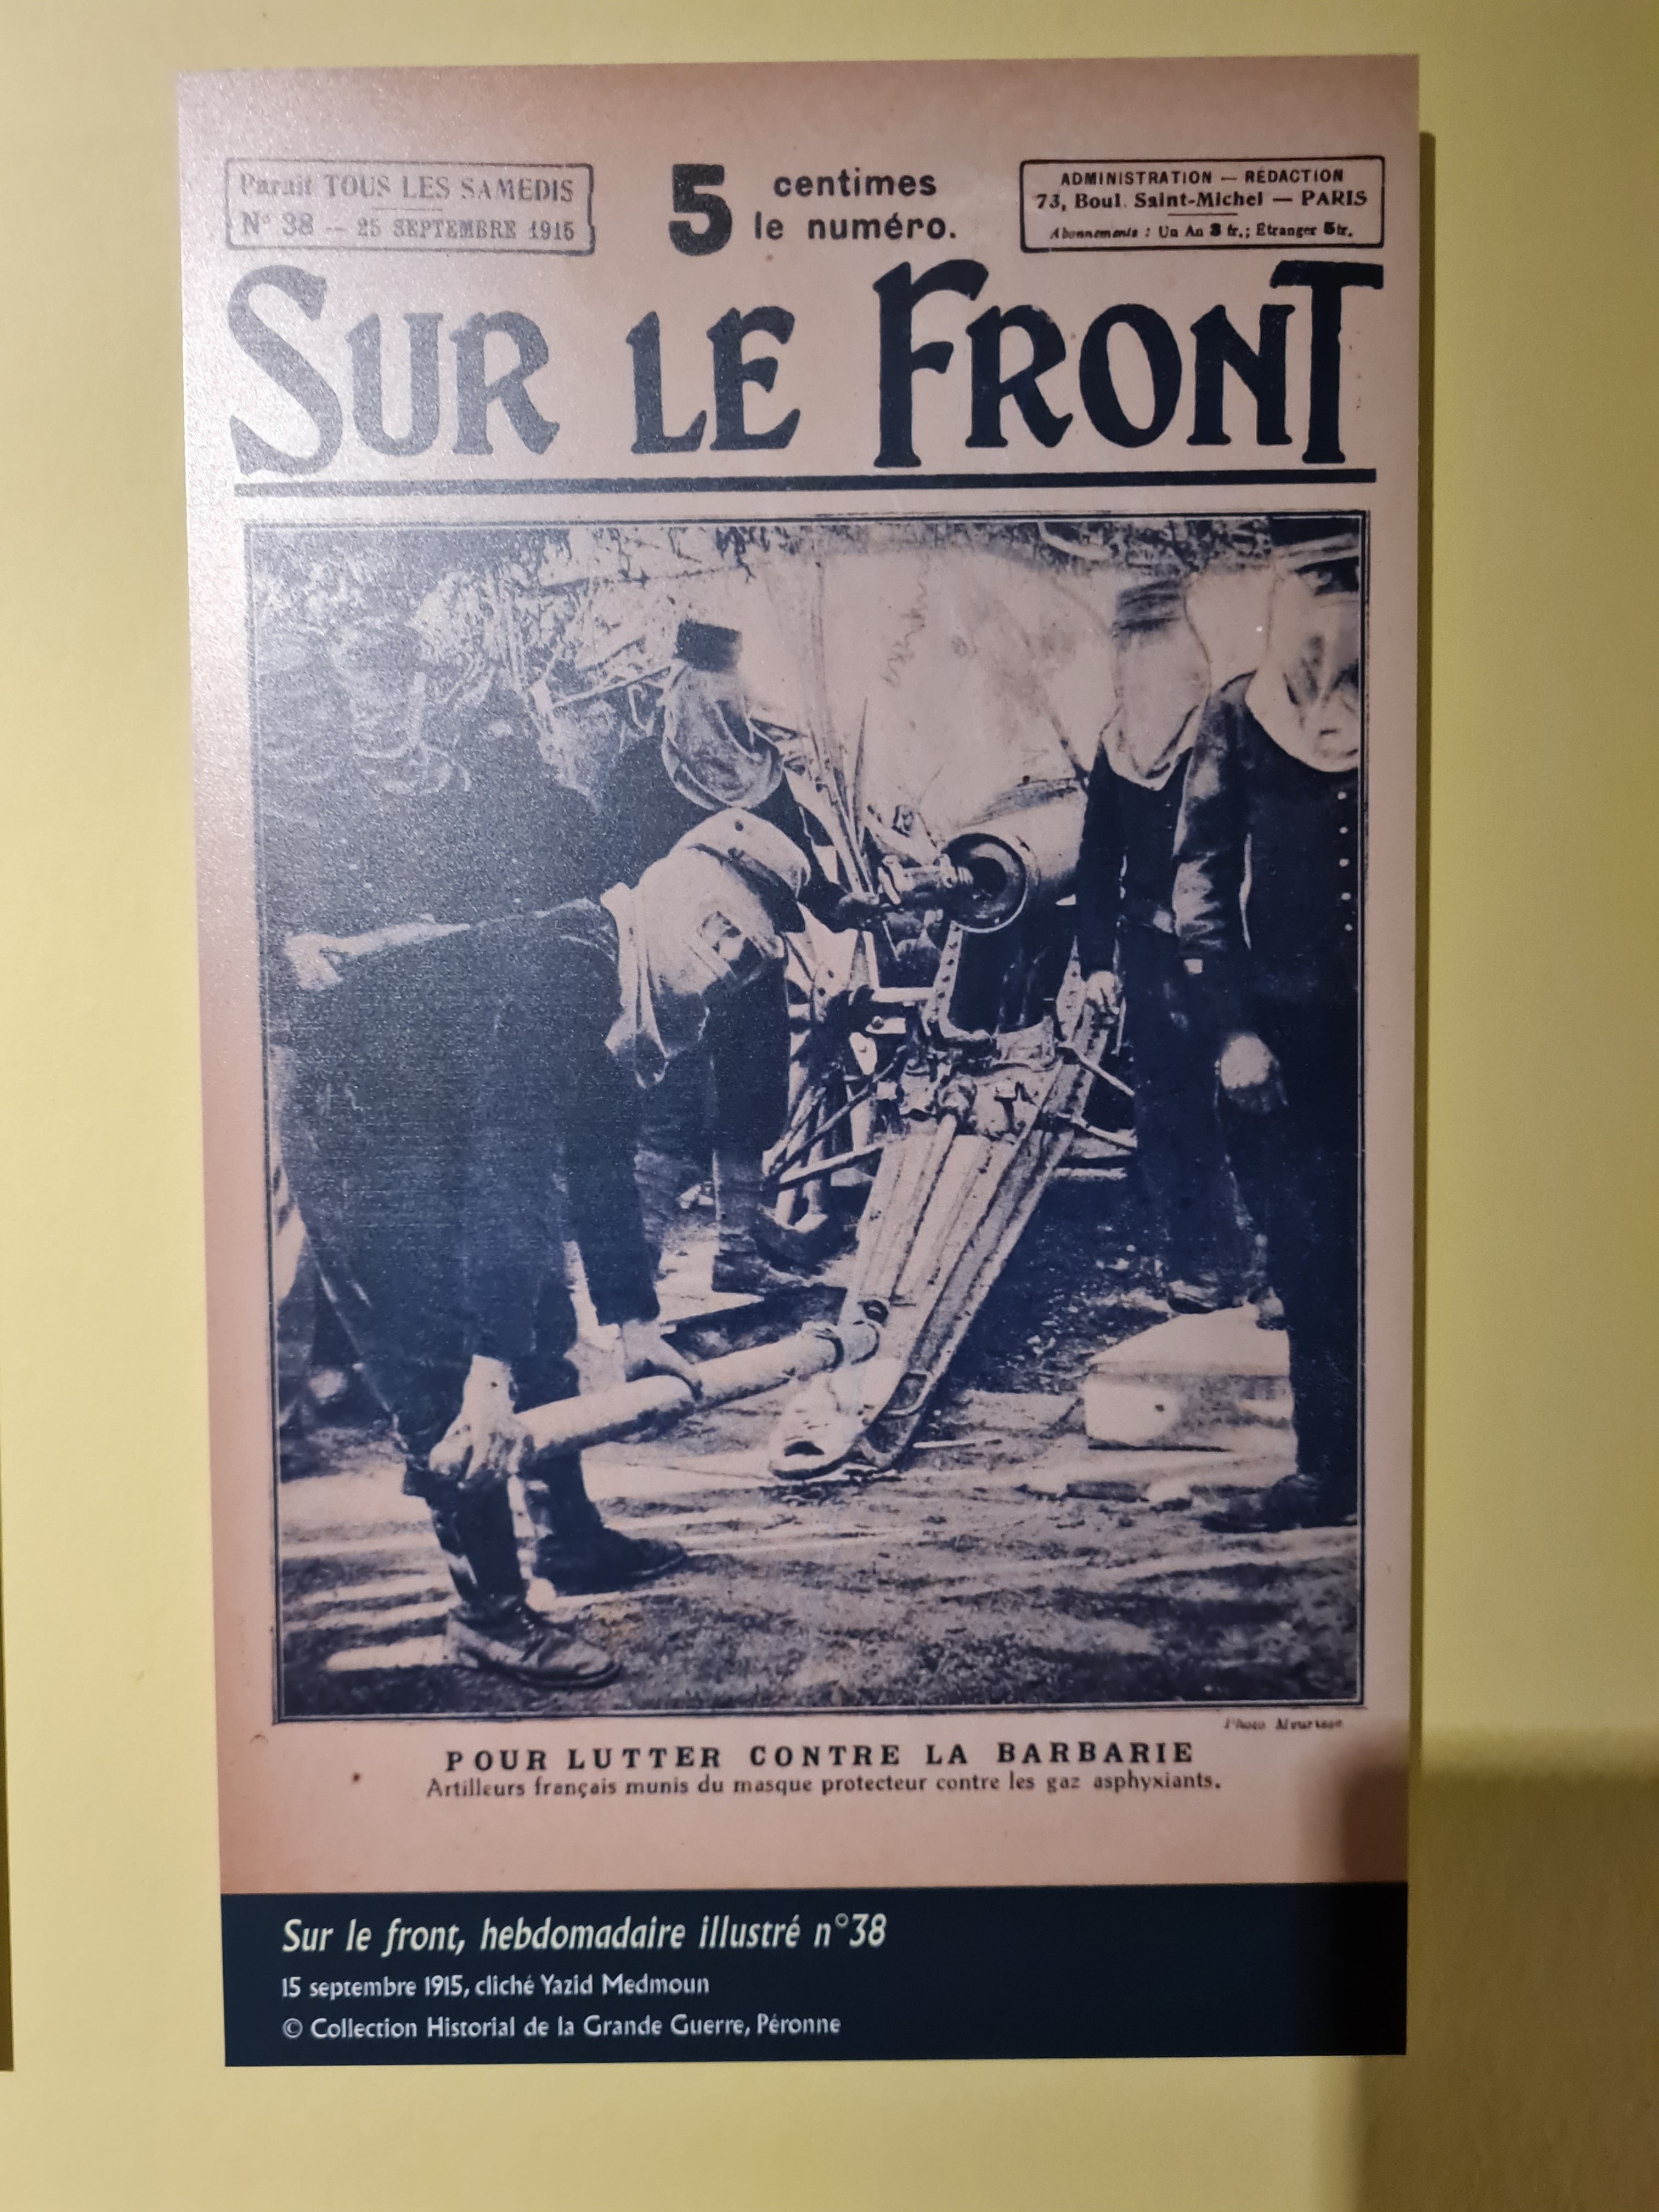 Paraît TOUS LES SAMEDIS
N° 38 — 25 SEPTEMBRE 1915
5 centimes
le numéro.
ADMINISTRATION — RÉDACTION
73, Boul. Saint-Michel — PARIS
Abonnements : Un An 3 fr.; Étranger 5 fr.
SUR LE FRONT
Photo Meurisse
POUR LUTTER CONTRE LA BARBARIE
Artilleurs français munis du masque protecteur contre les gaz asphyxiants.
Sur le front, hebdomadaire illustré n°38
15 septembre 1915, cliché Yazid Medmoun
© Collection Historial de la Grande Guerre, Péronne